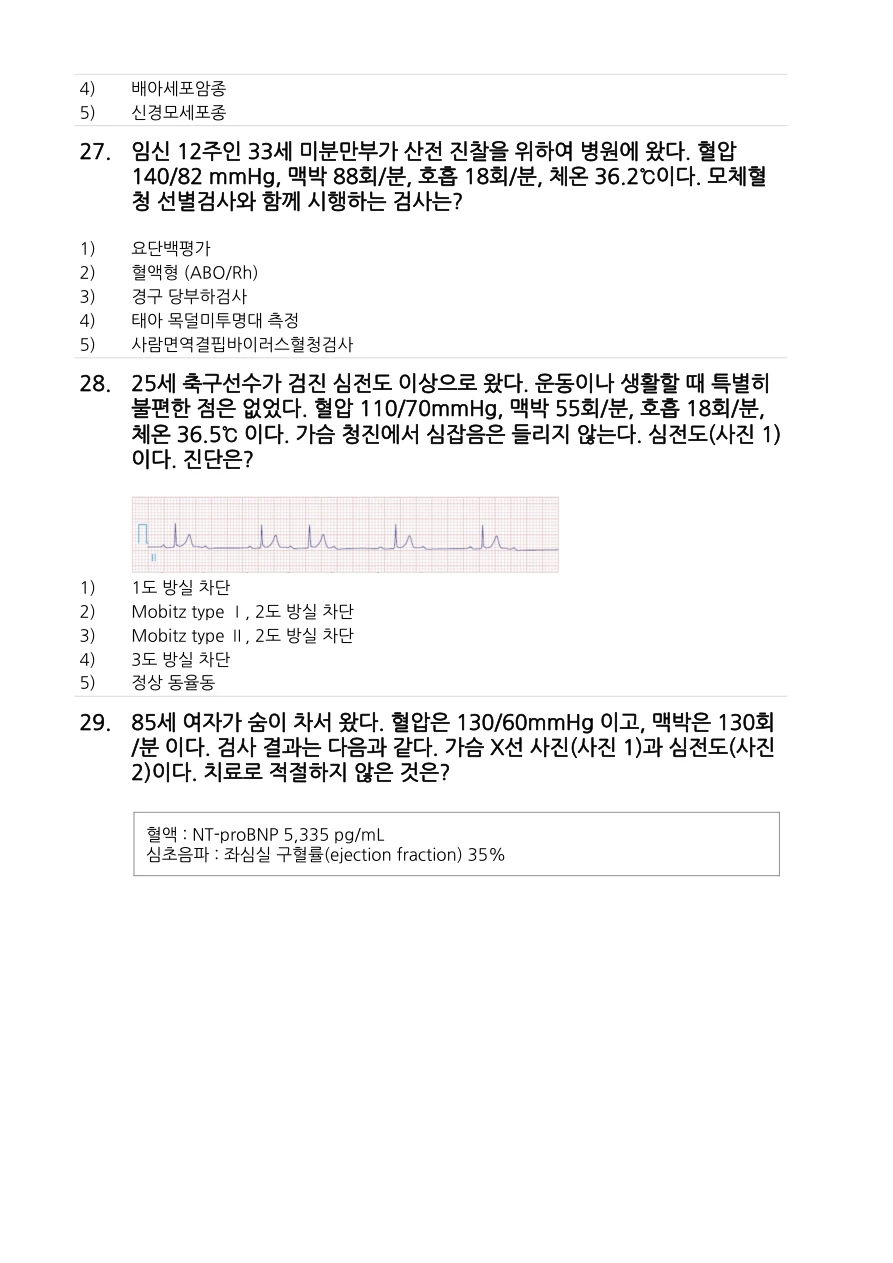 4) 배아세포암종
5) 신경모세포종
27. 임신 12주인 33세 미분만부가 산전 진찰을 위하여 병원에 왔다. 혈압
140/82 mmHg, 맥박 88회/분, 호흡 18회/분, 체온 36.2℃이다. 모체혈
청 선별검사와 함께 시행하는 검사는?
1) 요단백평가
2) 혈액형 (ABO/Rh)
3) 경구 당부하검사
4) 태아 목덜미투명대 측정
5) 사람면역결핍바이러스혈청검사
28. 25세 축구선수가 검진 심전도 이상으로 왔다. 운동이나 생활할 때 특별히
불편한 점은 없었다. 혈압 110/70mmHg, 맥박 55회/분, 호흡 18회/분,
체온 36.5℃ 이다. 가슴 청진에서 심잡음은 들리지 않는다. 심전도(사진 1)
이다. 진단은?
II
1) 1도 방실 차단
2) Mobitz type Ⅰ, 2도 방실 차단
3) Mobitz type Ⅱ, 2도 방실 차단
4) 3도 방실 차단
5) 정상 동율동
29. 85세 여자가 숨이 차서 왔다. 혈압은 130/60mmHg 이고, 맥박은 130회
/분 이다. 검사 결과는 다음과 같다. 가슴 X선 사진(사진 1)과 심전도(사진
2)이다. 치료로 적절하지 않은 것은?
혈액 : NT-proBNP 5,335 pg/mL
심초음파 : 좌심실 구혈률(ejection fraction) 35%